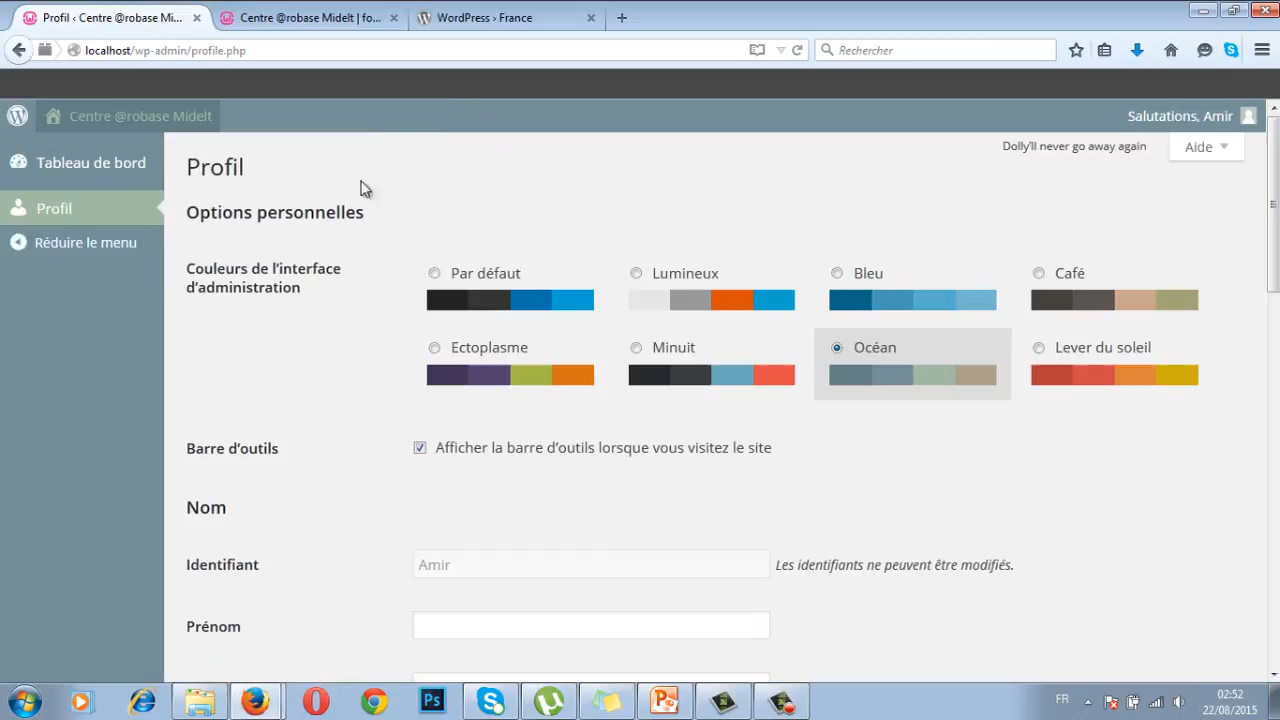 Profil ‹ Centre @robase Mi...
Centre @robase Midelt | fo...
WordPress › France
localhost/wp-admin/profile.php
Rechercher
Centre @robase Midelt
Salutations, Amir
Tableau de bord
Profil
Réduire le menu
Dolly'll never go away again
Aide
Profil
Options personnelles
Couleurs de l’interface
d’administration
Par défaut
Lumineux
Bleu
Café
Ectoplasme
Minuit
Océan
Lever du soleil
Barre d’outils
Afficher la barre d’outils lorsque vous visitez le site
Nom
Identifiant
Amir
Les identifiants ne peuvent être modifiés.
Prénom
Ps
FR
02:52
22/08/2015